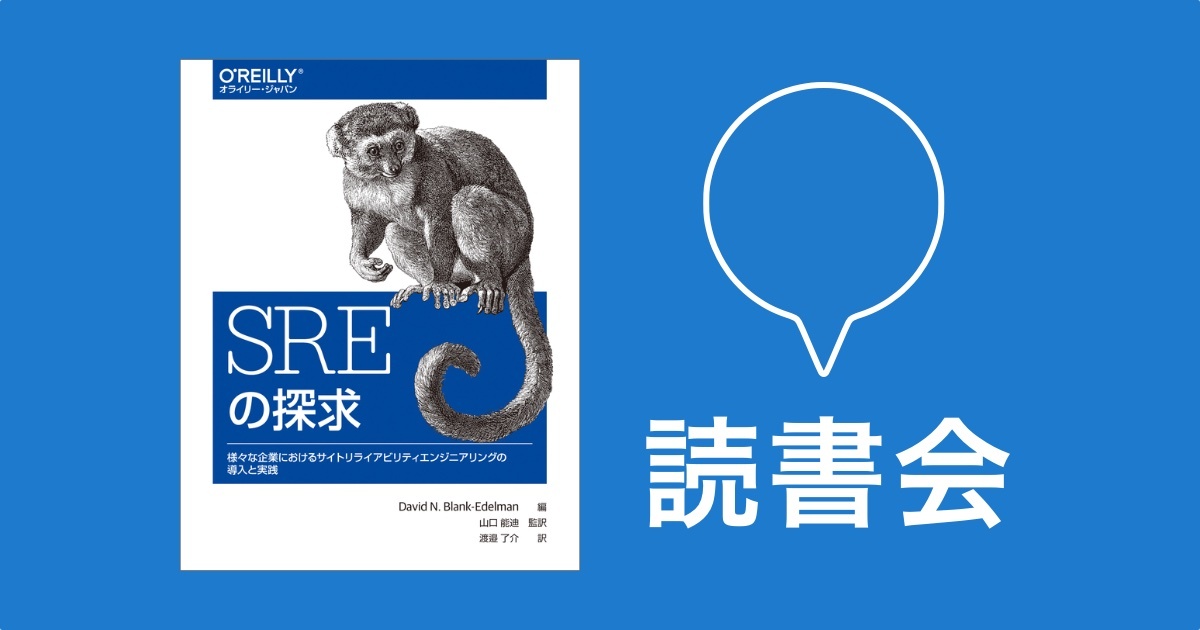 O'REILLY®
オライリー・ジャパン
SRE
の探求
様々な企業におけるサイトリライアビリティエンジニアリングの
導入と実践
David N. Blank-Edelman 編
山口 能迪 監訳
渡邉 了介 訳
読書会